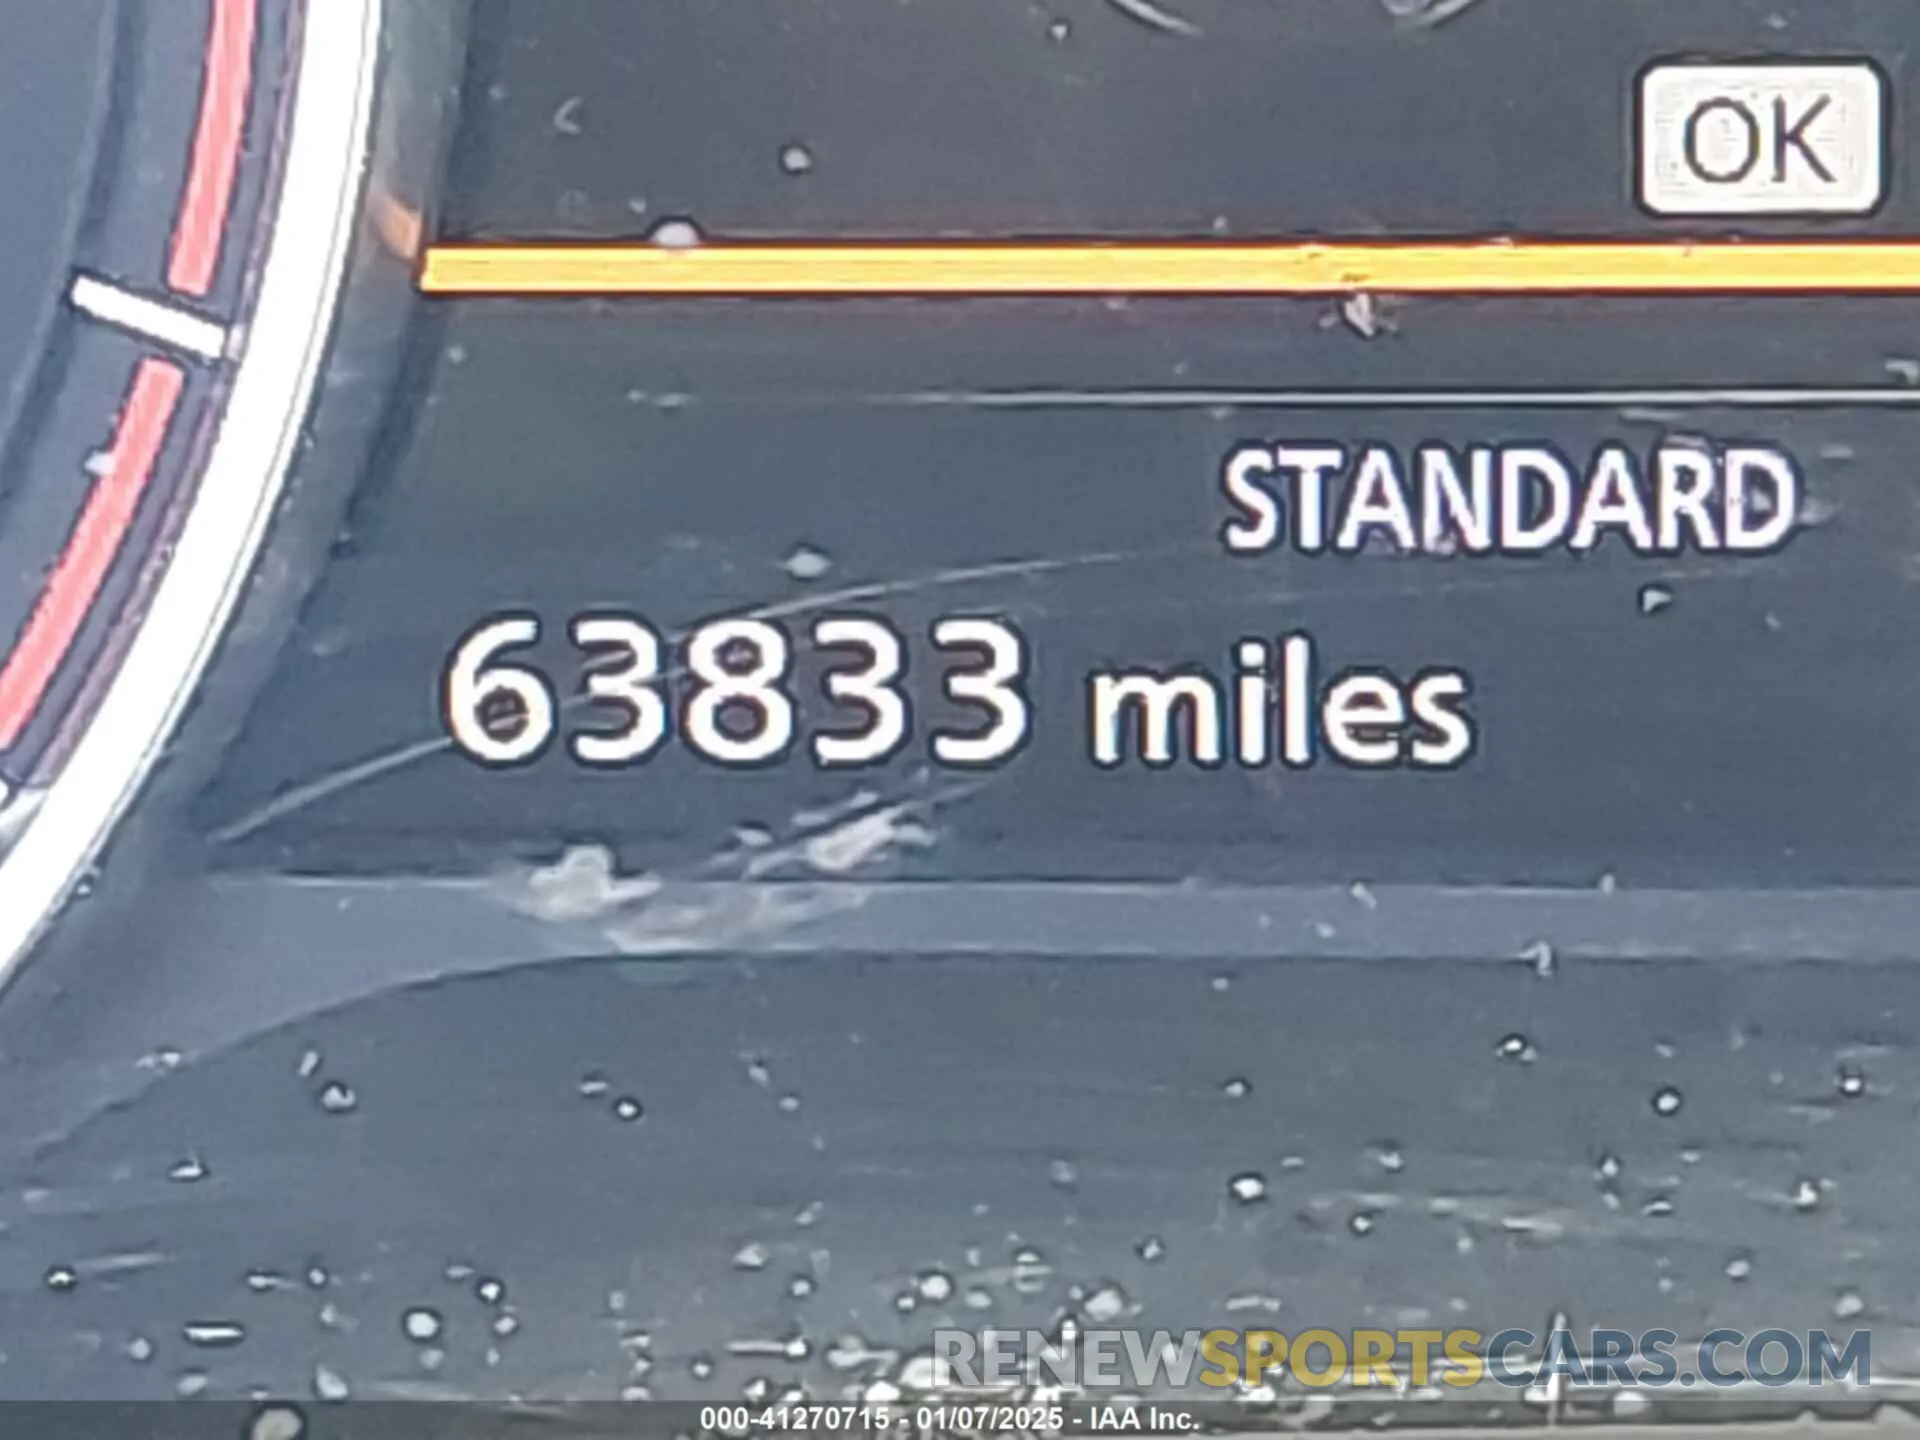 OK
STANDARD
63833 miles
RENEWSPORTSCARS.COM
000-41270715 - 01/07/2025 - IAA Inc.